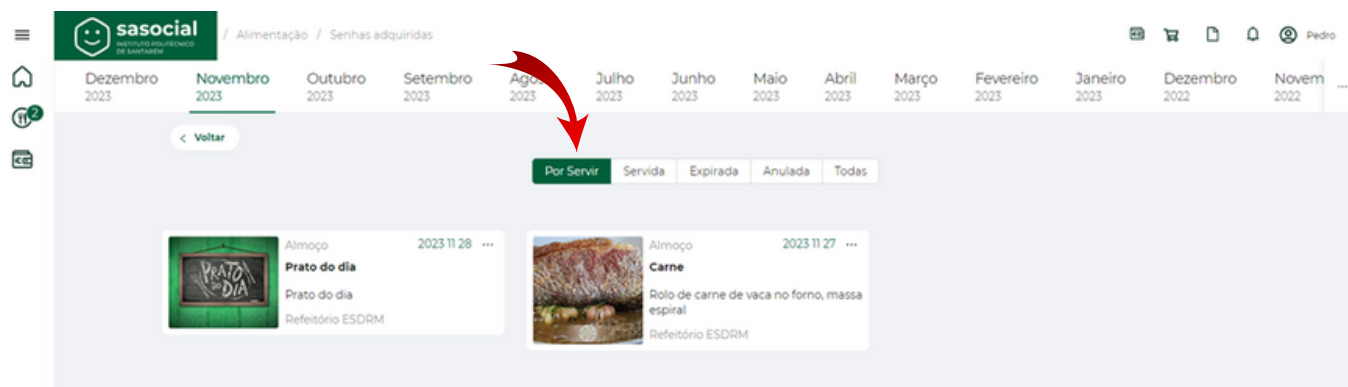 sasocial
INSTITUTO POLITÉCNICO
DE SANTARÉM
/ Alimentação / Senhas adquiridas
Pedro
Dezembro Novembro Outubro Setembro Julho Junho Maio Abril Março Fevereiro Janeiro Dezembro Novem
2023 2023 2023 2023 2023 2023 2023 2023 2023 2023 2023 2023 2022 2022 ...
2
< Voltar
Por Servir Servida Expirada Anulada Todas
Almoço 2023 11 28 ...
Prato do dia
Prato do dia
Refeitório ESDRM
PRATO
DO
DIA
Almoço 2023 11 27 ...
Carne
Rolo de carne de vaca no forno, massa
espiral
Refeitório ESDRM